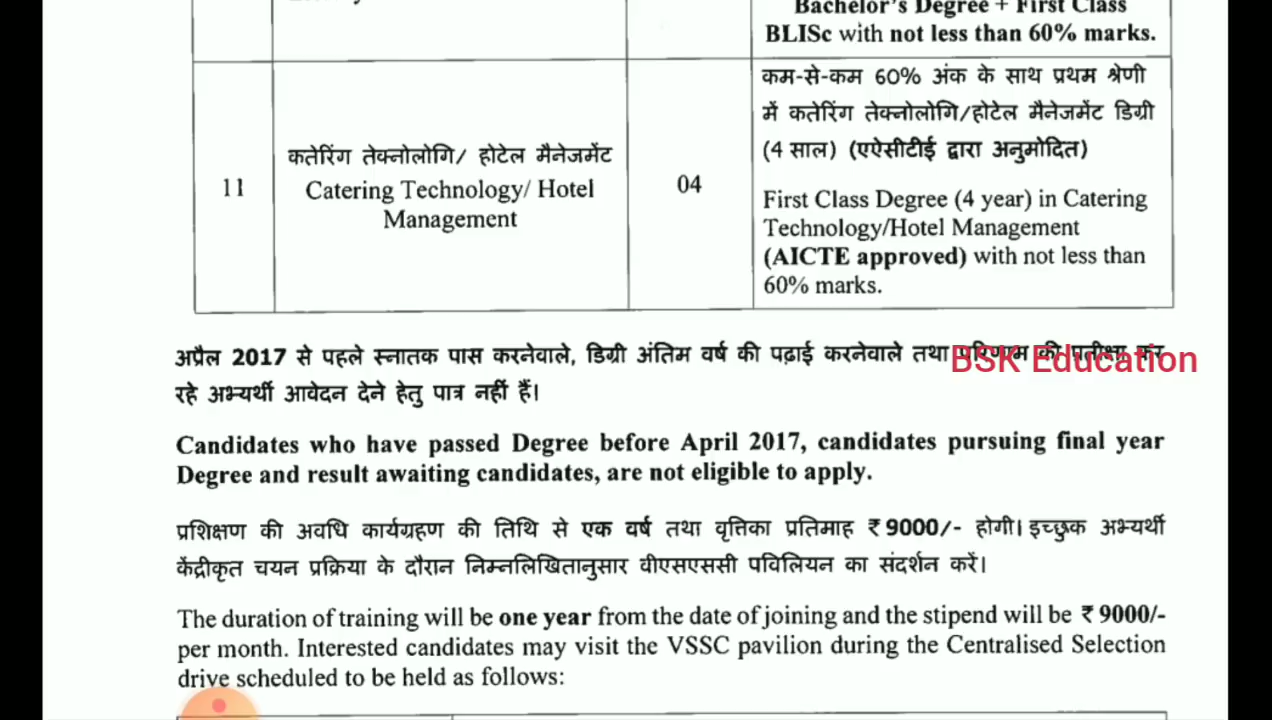 Bachelor's Degree + First Class
BLISc with not less than 60% marks.
11
कतेरिंग तेक्नोलोगि/ होटेल मैनेजमेंट
Catering Technology/ Hotel
Management
04
कम-से-कम 60% अंक के साथ प्रथम श्रेणी
में कतेरिंग तेक्नोलोगि/होटेल मैनेजमेंट डिग्री
(4 साल) (एऐसीटीई द्वारा अनुमोदित)
First Class Degree (4 year) in Catering
Technology/Hotel Management
(AICTE approved) with not less than
60% marks.
अप्रैल 2017 से पहले स्नातक पास करनेवाले, डिग्री अंतिम वर्ष की पढ़ाई करनेवाले तथा परिणाम की प्रतीक्षा कर
BSK Education
रहे अभ्यर्थी आवेदन देने हेतु पात्र नहीं हैं।
Candidates who have passed Degree before April 2017, candidates pursuing final year
Degree and result awaiting candidates, are not eligible to apply.
प्रशिक्षण की अवधि कार्यग्रहण की तिथि से एक वर्ष तथा वृत्तिका प्रतिमाह ₹ 9000/- होगी। इच्छुक अभ्यर्थी
केंद्रीकृत चयन प्रक्रिया के दौरान निम्नलिखितानुसार वीएसएससी पविलियन का संदर्शन करें।
The duration of training will be one year from the date of joining and the stipend will be ₹ 9000/-
per month. Interested candidates may visit the VSSC pavilion during the Centralised Selection
drive scheduled to be held as follows: